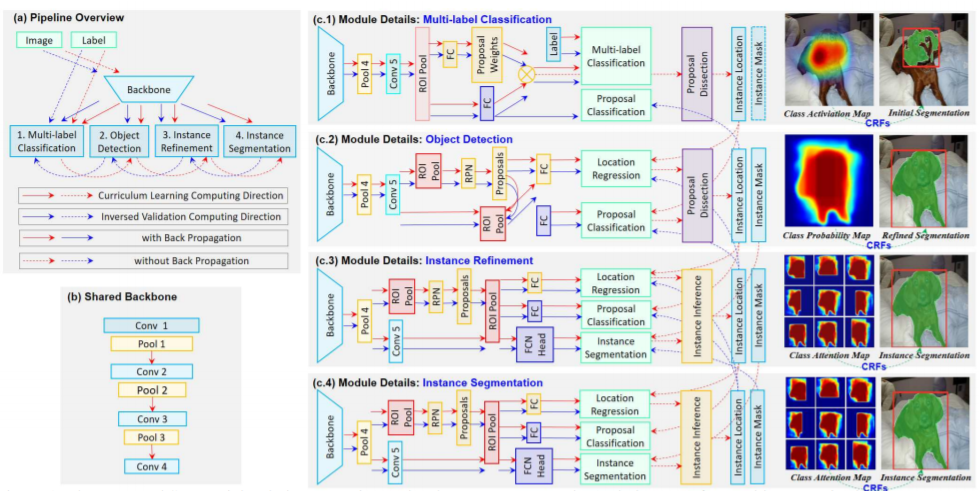 (a) Pipeline Overview
Image
Label
Backbone
1. Multi-label
Classification
2. Object
Detection
3. Instance
Refinement
4. Instance
Segmentation
Curriculum Learning Computing Direction
Inversed Validation Computing Direction
with Back Propagation
without Back Propagation
(b) Shared Backbone
Conv 1
Pool 1
Conv 2
Pool 2
Conv 3
Pool 3
Conv 4
(c.1) Module Details: Multi-label Classification
Backbone
Pool 4
Conv 5
ROI Pool
FC
Proposal
Weights
FC
Label
Multi-label
Classification
Proposal
Classification
Proposal
Dissection
Instance Location
Instance Mask
Class Activiation Map
Initial Segmentation
CRFs
(c.2) Module Details: Object Detection
Backbone
Pool 4
Conv 5
ROI
Pool
RPN
Proposals
ROI
Pool
FC
FC
Location
Regression
Proposal
Classification
Proposal
Dissection
Instance Location
Instance Mask
Class Probability Map
Refined Segmentation
CRFs
(c.3) Module Details: Instance Refinement
Backbone
Pool 4
Conv 5
ROI
Pool
RPN
Proposals
ROI Pool
FC
FC
FCN
Head
Location
Regression
Proposal
Classification
Instance
Segmentation
Instance Inference
Instance Location
Instance Mask
Class Attention Map
Instance Segmentation
CRFs
(c.4) Module Details: Instance Segmentation
Backbone
Pool 4
Conv 5
ROI
Pool
RPN
Proposals
ROI Pool
FC
FC
FCN
Head
Location
Regression
Proposal
Classification
Instance
Segmentation
Instance Inference
Instance Location
Instance Mask
Class Attention Map
Instance Segmentation
CRFs